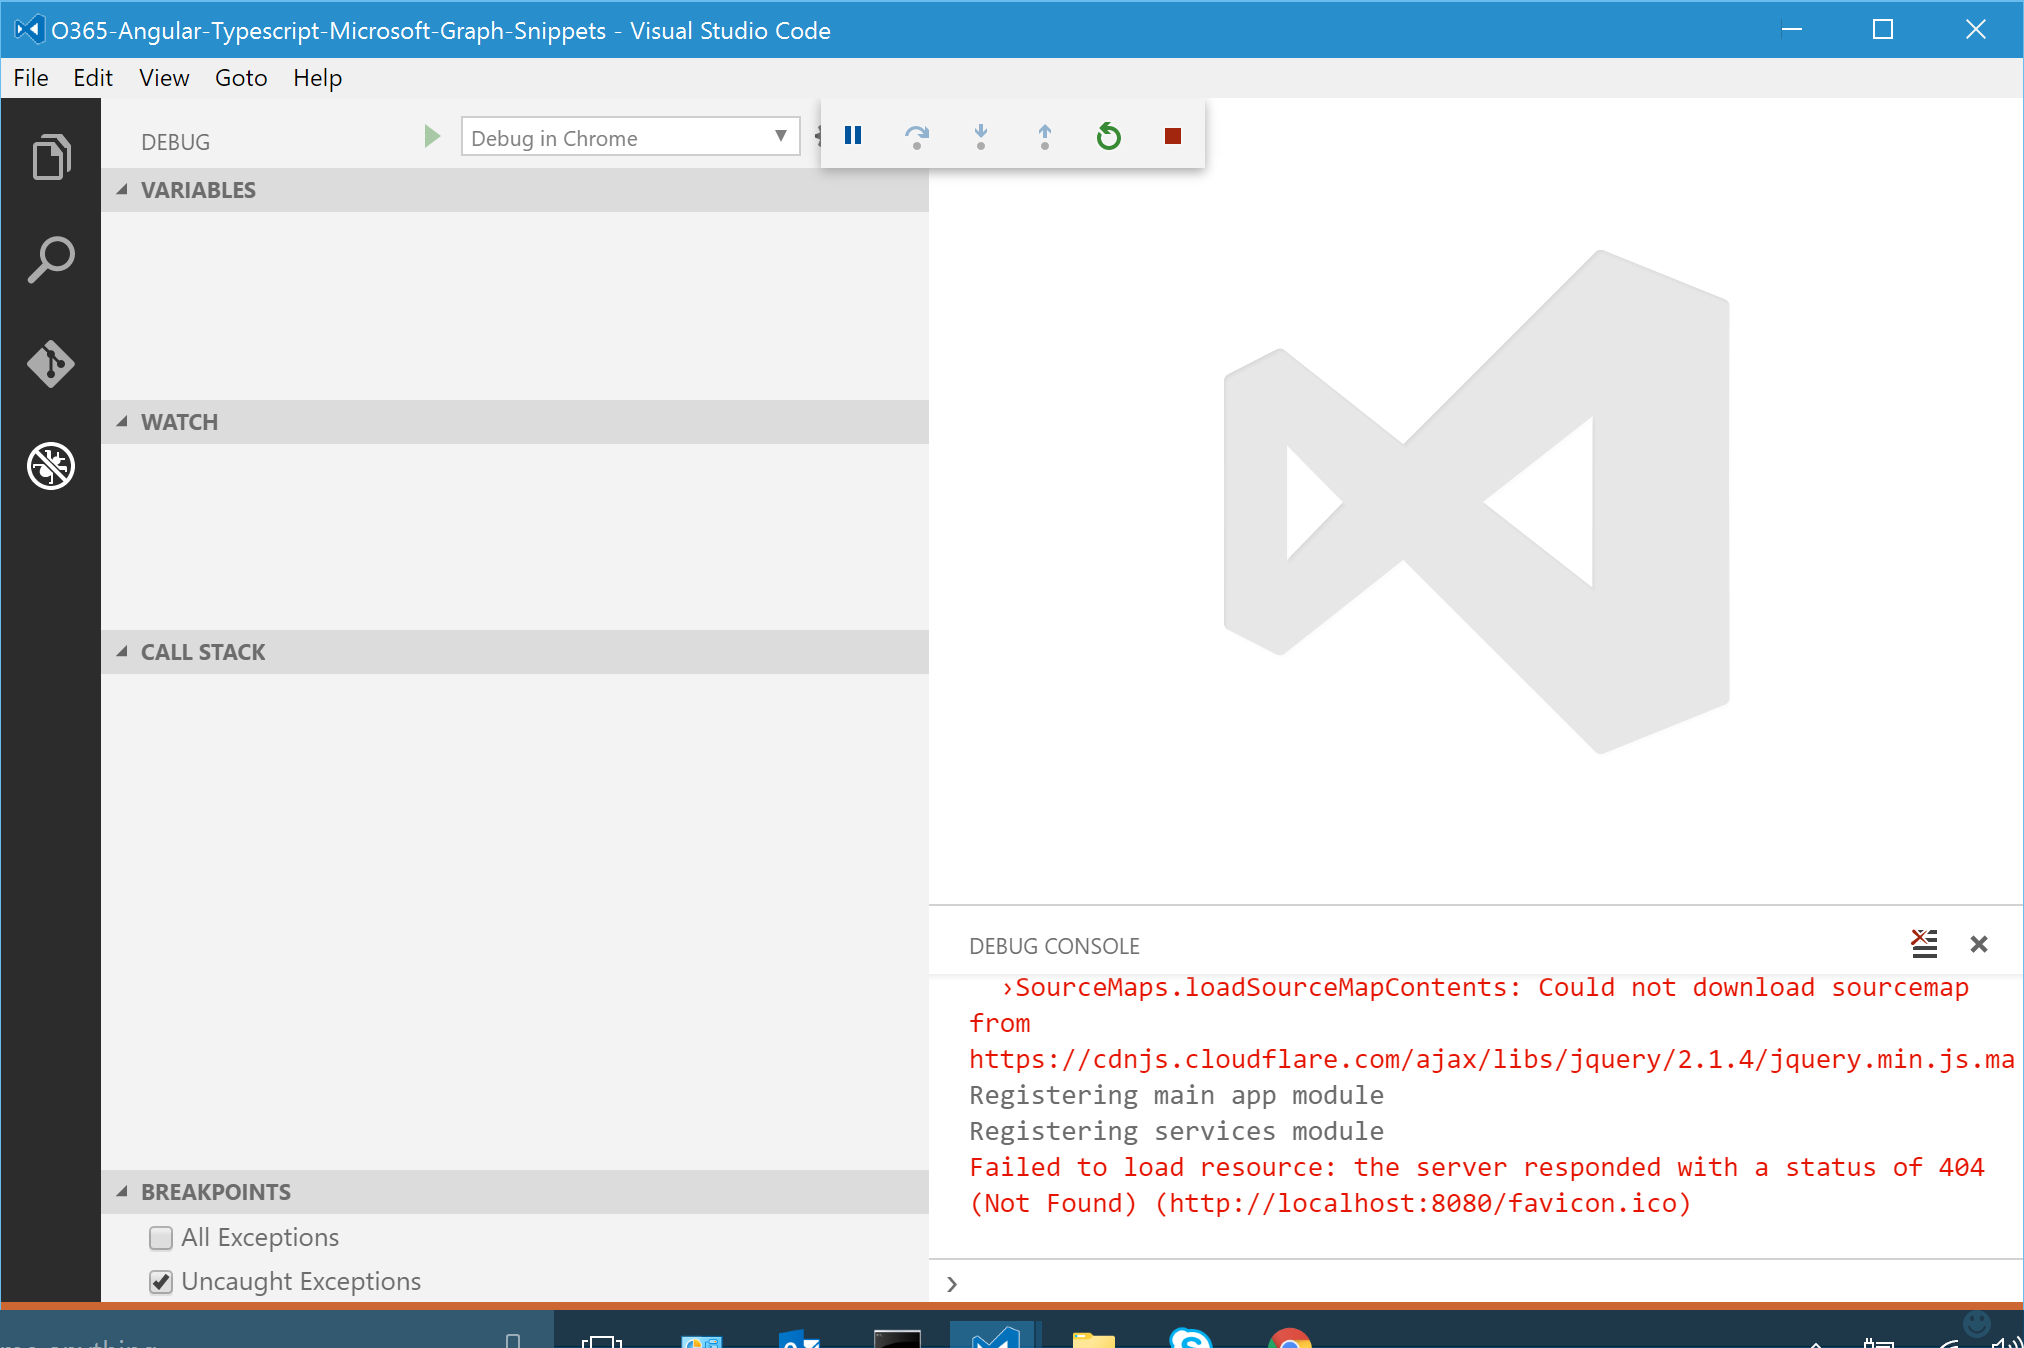 O365-Angular-Typescript-Microsoft-Graph-Snippets - Visual Studio Code
File Edit View Goto Help
DEBUG
Debug in Chrome
VARIABLES
WATCH
CALL STACK
BREAKPOINTS
All Exceptions
Uncaught Exceptions
DEBUG CONSOLE
›SourceMaps.loadSourceMapContents: Could not download sourcemap
from
https://cdnjs.cloudflare.com/ajax/libs/jquery/2.1.4/jquery.min.js.ma
Registering main app module
Registering services module
Failed to load resource: the server responded with a status of 404
(Not Found) (http://localhost:8080/favicon.ico)
›